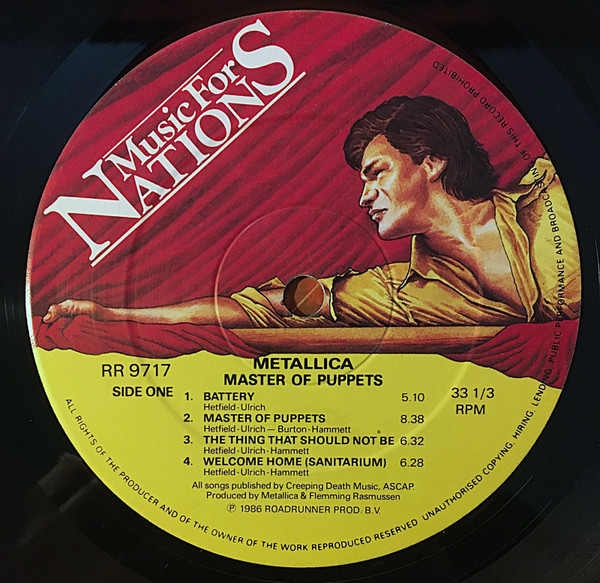 Music For
NATIONS
RR 9717
SIDE ONE
METALLICA
MASTER OF PUPPETS
33 1/3
RPM
1. BATTERY 5.10
Hetfield-Ulrich
2. MASTER OF PUPPETS 8.38
Hetfield-Ulrich — Burton-Hammett
3. THE THING THAT SHOULD NOT BE 6.32
Hetfield-Ulrich-Hammett
4. WELCOME HOME (SANITARIUM) 6.28
Hetfield-Ulrich-Hammett
All songs published by Creeping Death Music, ASCAP.
Produced by Metallica & Flemming Rasmussen
℗ 1986 ROADRUNNER PROD. B.V.
ALL RIGHTS OF THE PRODUCER AND OF THE OWNER OF THE WORK REPRODUCED RESERVED UNAUTHORISED COPYING, HIRING, LENDING, PUBLIC PERFORMANCE AND BROADCASTING OF THIS RECORD PROHIBITED